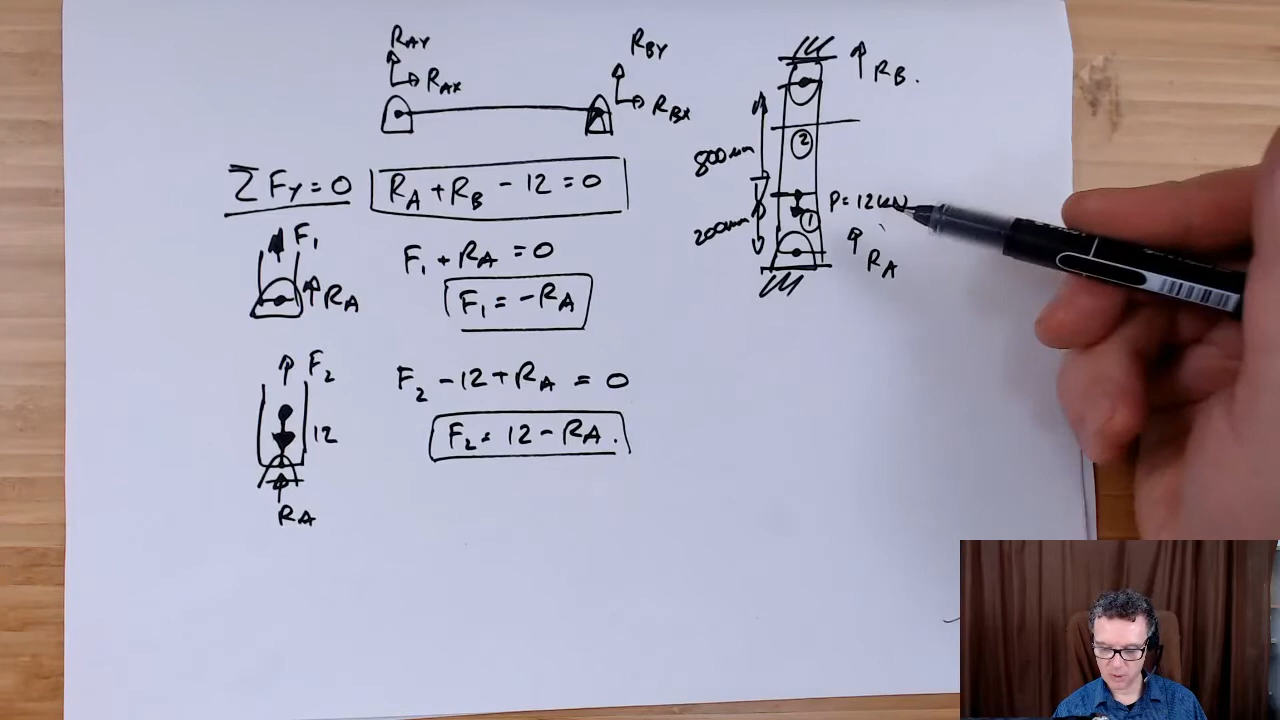 RAY
RAX
RBY
RBX
ΣFY = 0
RA + RB - 12 = 0
F1
RA
F1 + RA = 0
F1 = -RA
F2
12
RA
F2 - 12 + RA = 0
F2 = 12 - RA.
RB.
800mm
2
200mm
1
P = 12kN
RA